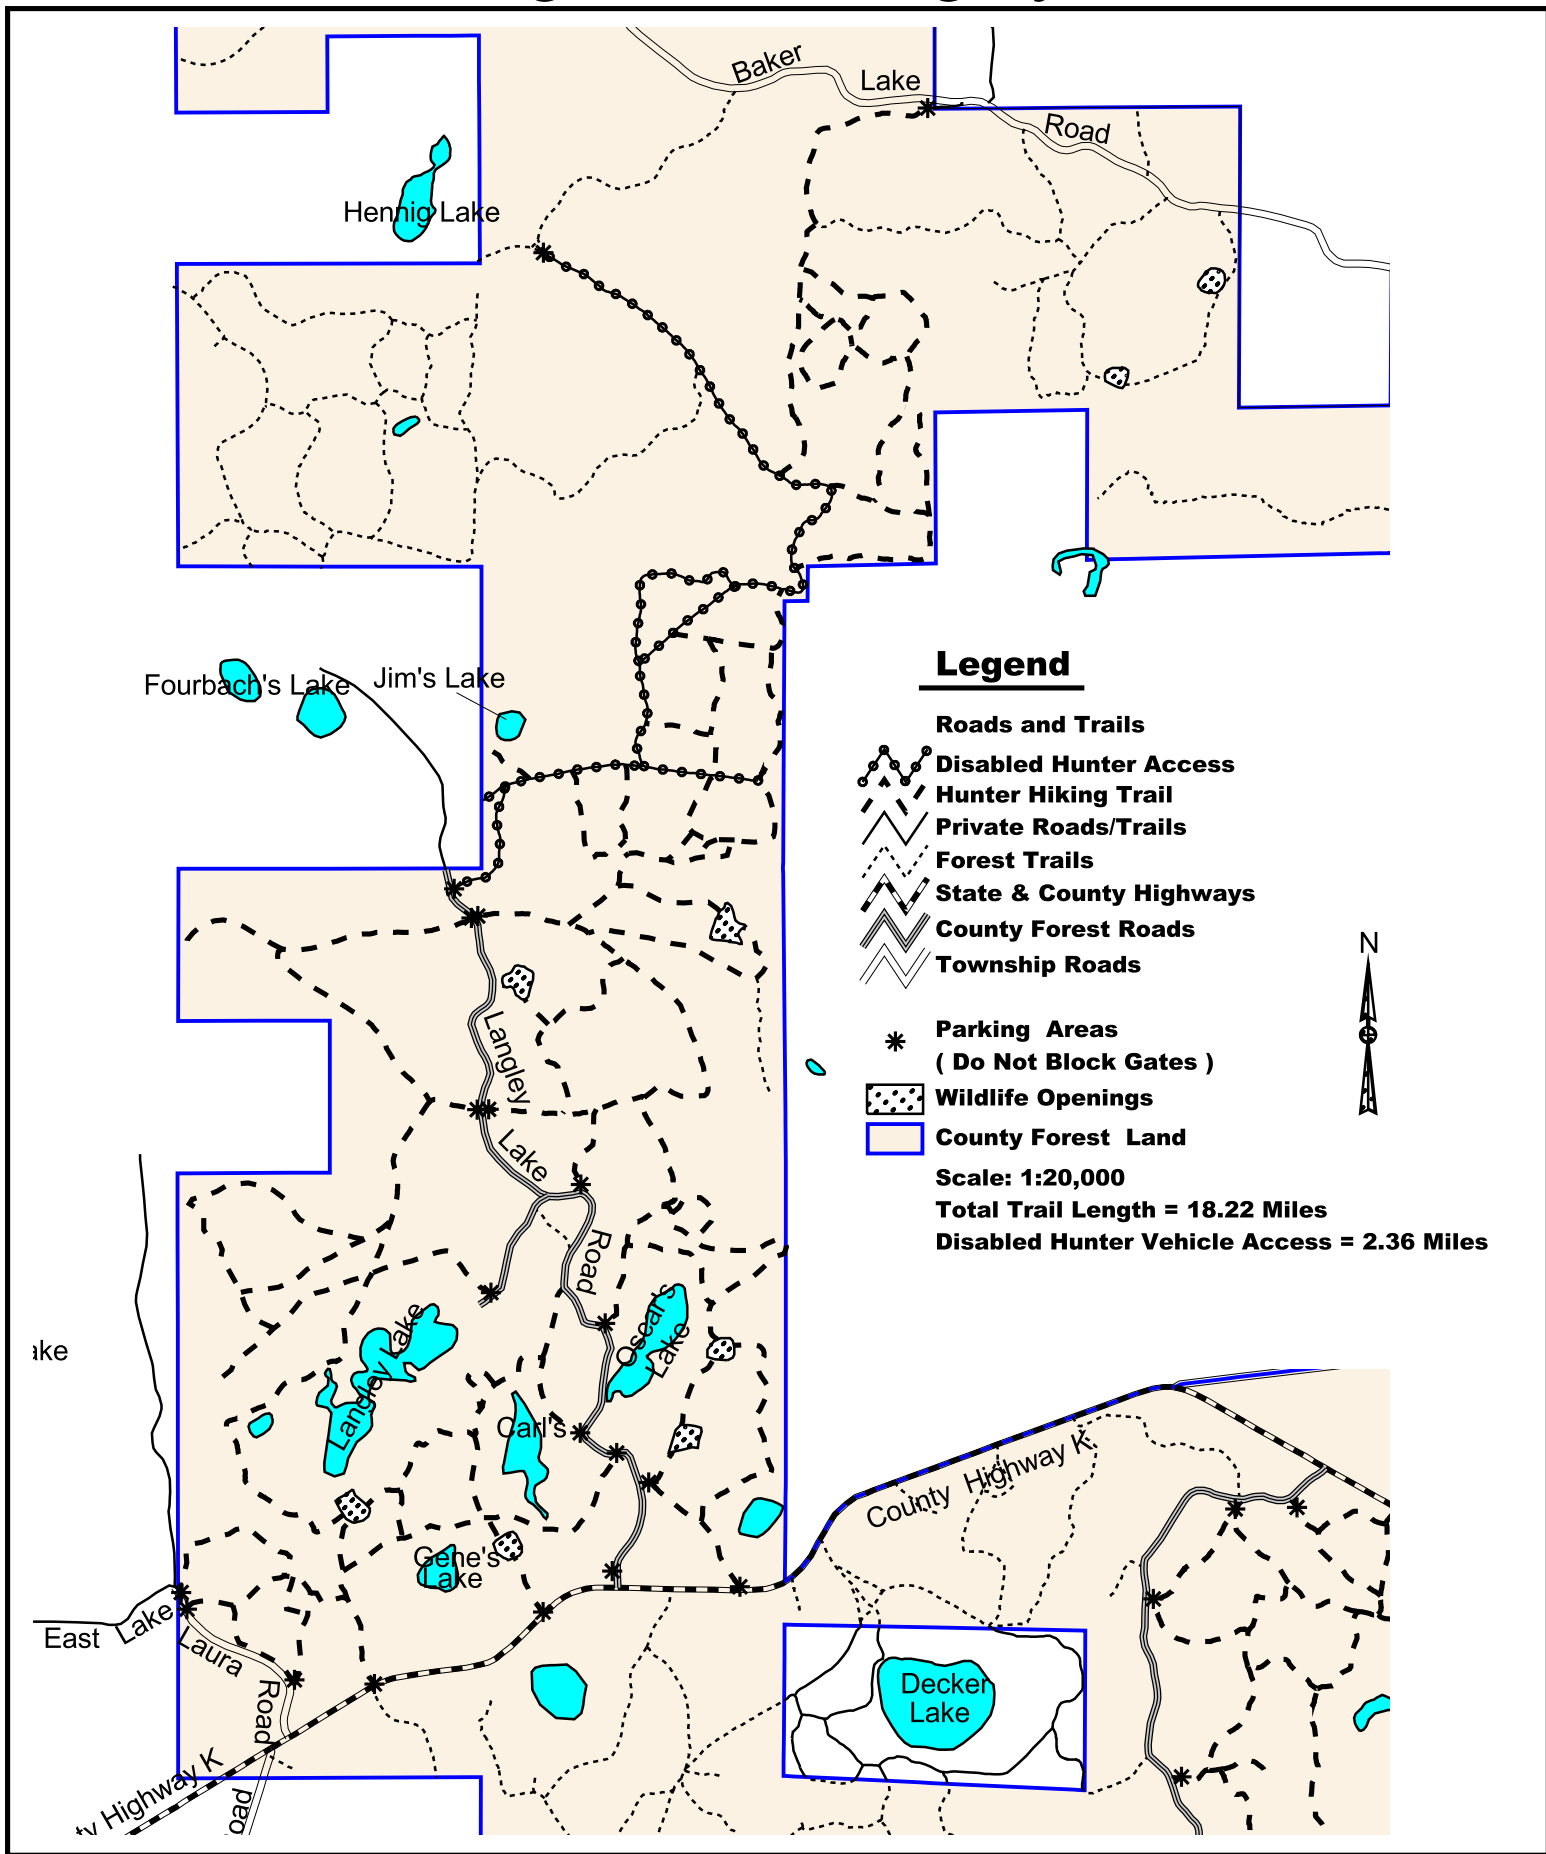 Baker
Lake
Road
Hennig Lake
Fourbach's Lake
Jim's Lake
Legend
Roads and Trails
Disabled Hunter Access
Hunter Hiking Trail
Private Roads/Trails
Forest Trails
State & County Highways
County Forest Roads
Township Roads
N
Parking Areas
( Do Not Block Gates )
Wildlife Openings
County Forest Land
Scale: 1:20,000
Total Trail Length = 18.22 Miles
Disabled Hunter Vehicle Access = 2.36 Miles
Langley
Lake
Road
Oscar's
Lake
Langley Lake
ake
Carl's
County Highway K
Gene's
Lake
East Lake
Laura
Road
Decker
Lake
ty Highway K
oad